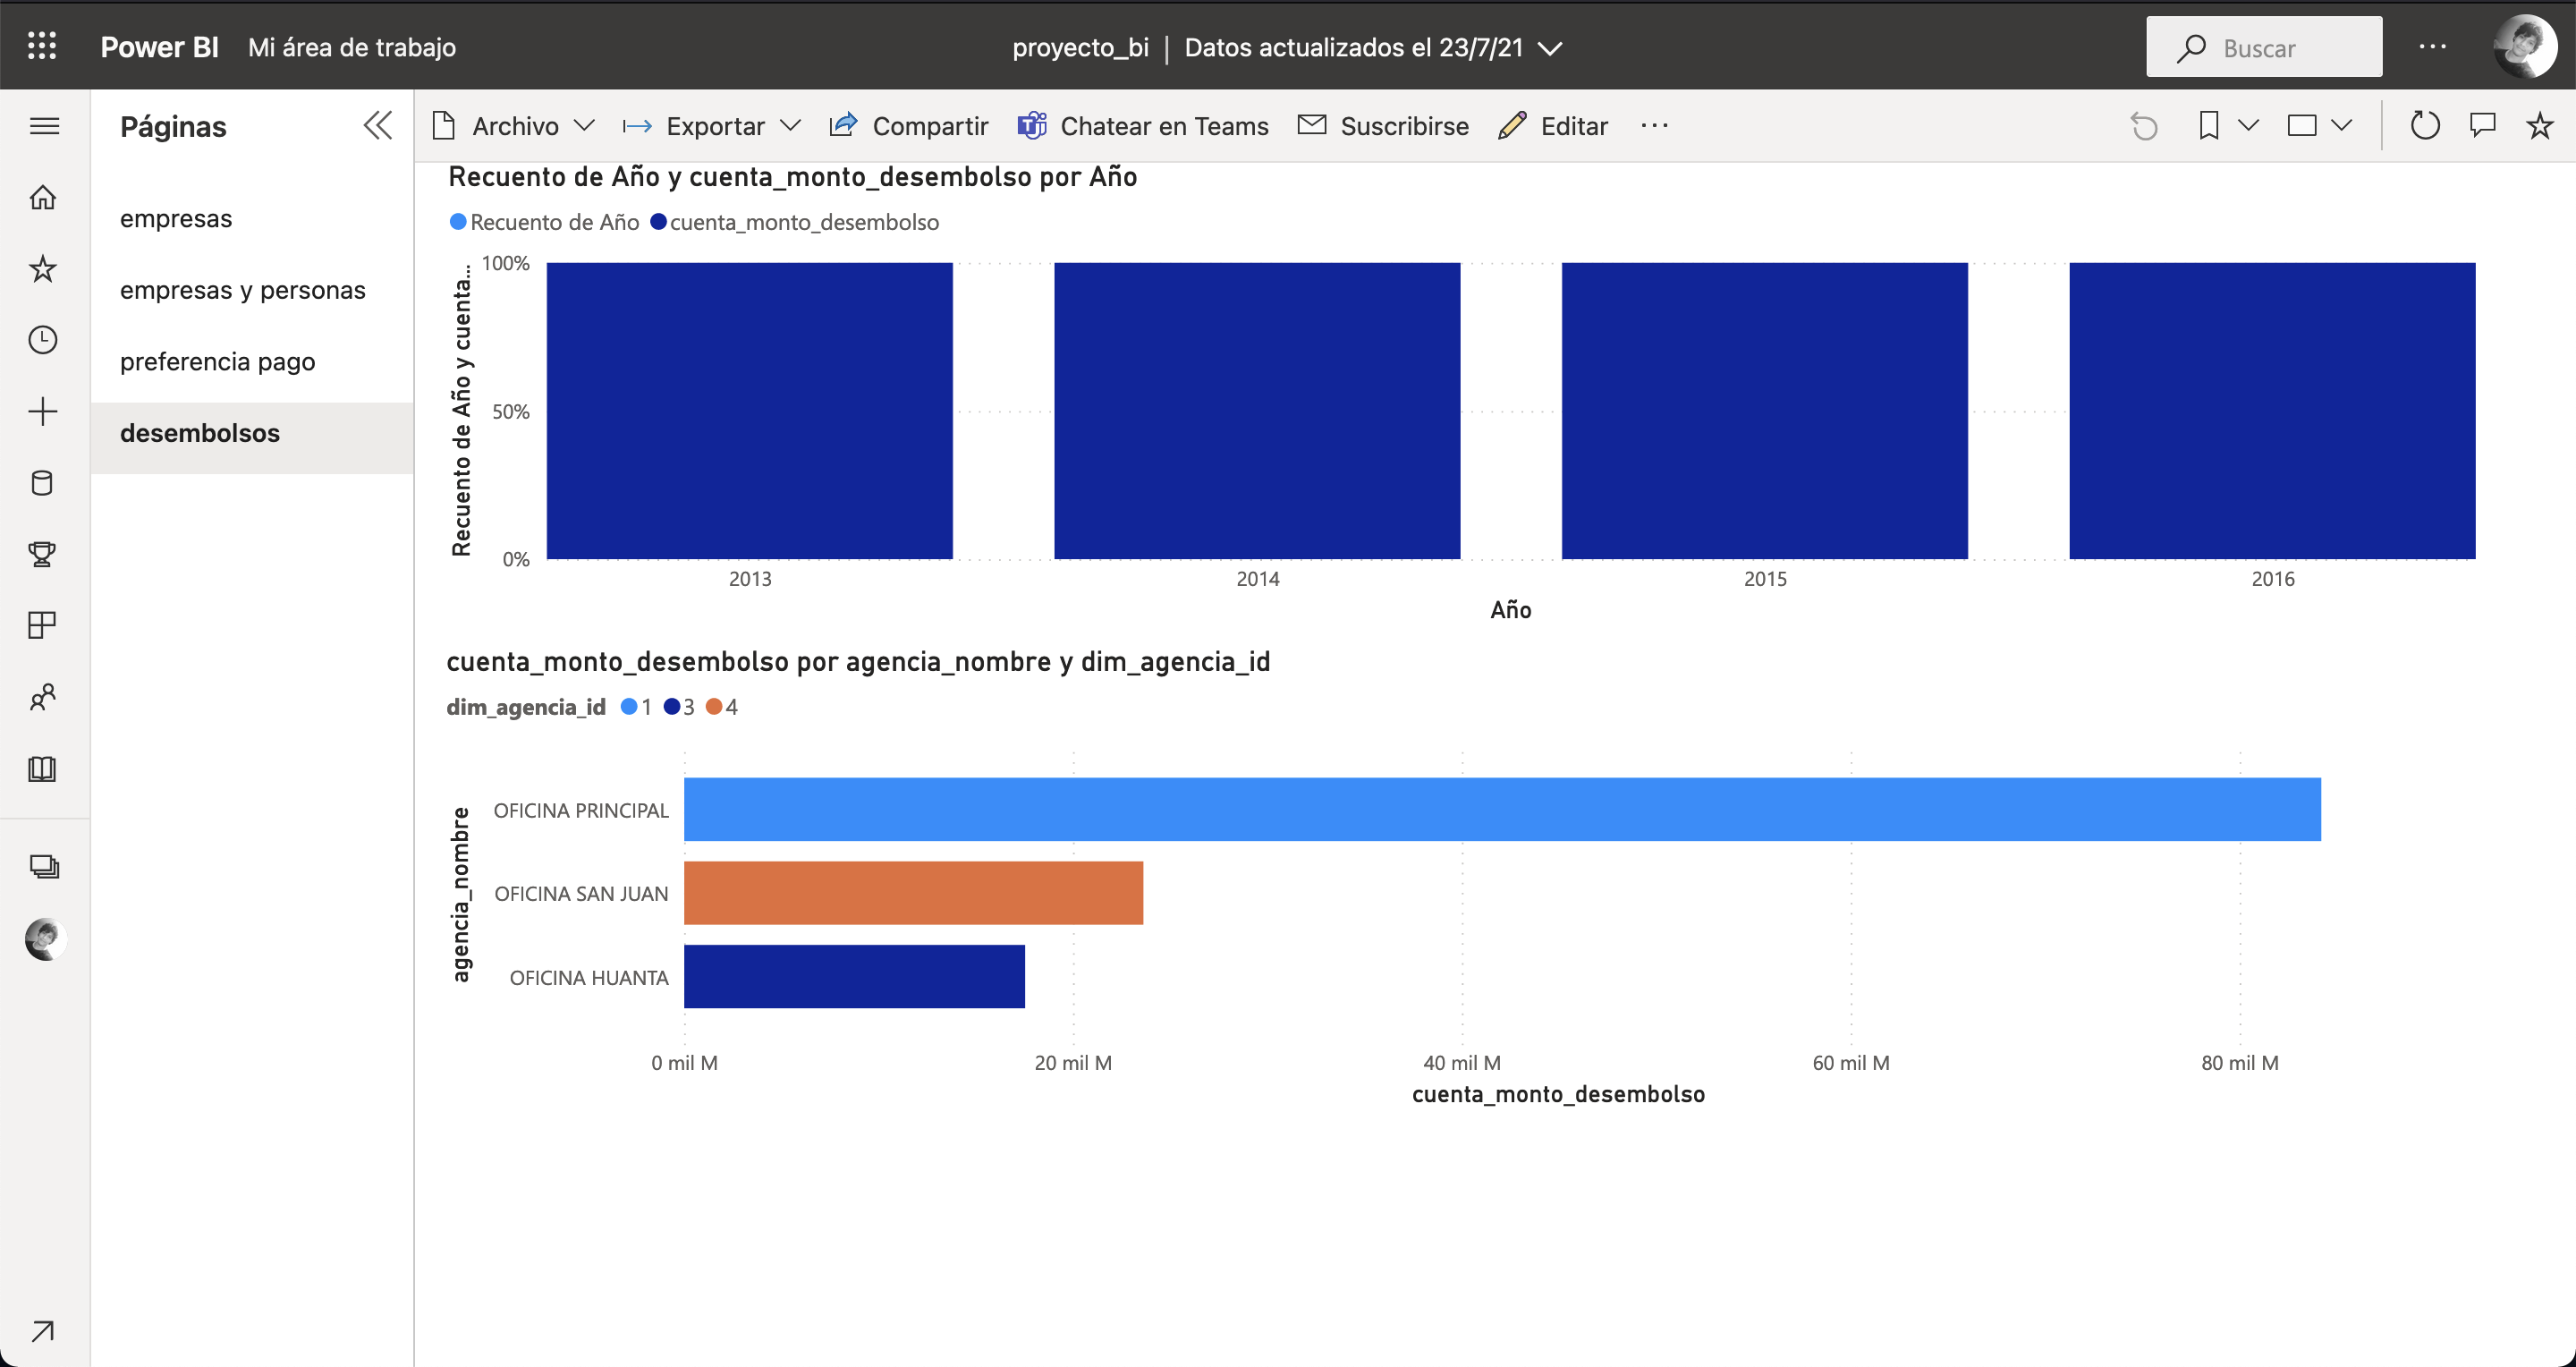 Power BI Mi área de trabajo proyecto_bi | Datos actualizados el 23/7/21 Buscar ···
Páginas
Archivo Exportar Compartir Chatear en Teams Suscribirse Editar ···
empresas
empresas y personas
preferencia pago
desembolsos
Recuento de Año y cuenta_monto_desembolso por Año
Recuento de Año cuenta_monto_desembolso
Recuento de Año y cuenta...
100%
50%
0%
2013 2014 2015 2016
Año
cuenta_monto_desembolso por agencia_nombre y dim_agencia_id
dim_agencia_id 1 3 4
agencia_nombre
OFICINA PRINCIPAL
OFICINA SAN JUAN
OFICINA HUANTA
0 mil M 20 mil M 40 mil M 60 mil M 80 mil M
cuenta_monto_desembolso